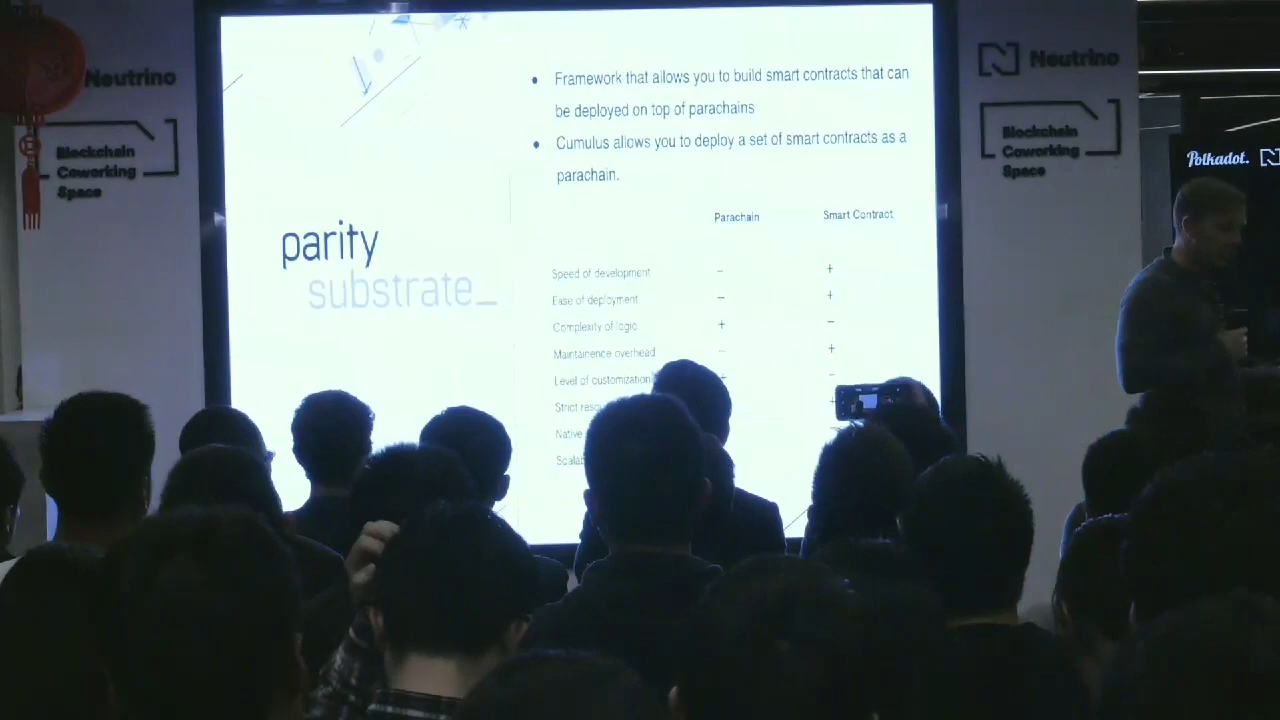 Neutrino
Blockchain
Coworking
Space
parity
substrate_
Framework that allows you to build smart contracts that can
be deployed on top of parachains
Cumulus allows you to deploy a set of smart contracts as a
parachain.
Parachain Smart Contract
Speed of development - +
Ease of deployment - +
Complexity of logic + -
Maintainence overhead - +
Level of customization + -
Strict
Native
Neutrino
Blockchain
Coworking
Space
Polkadot.